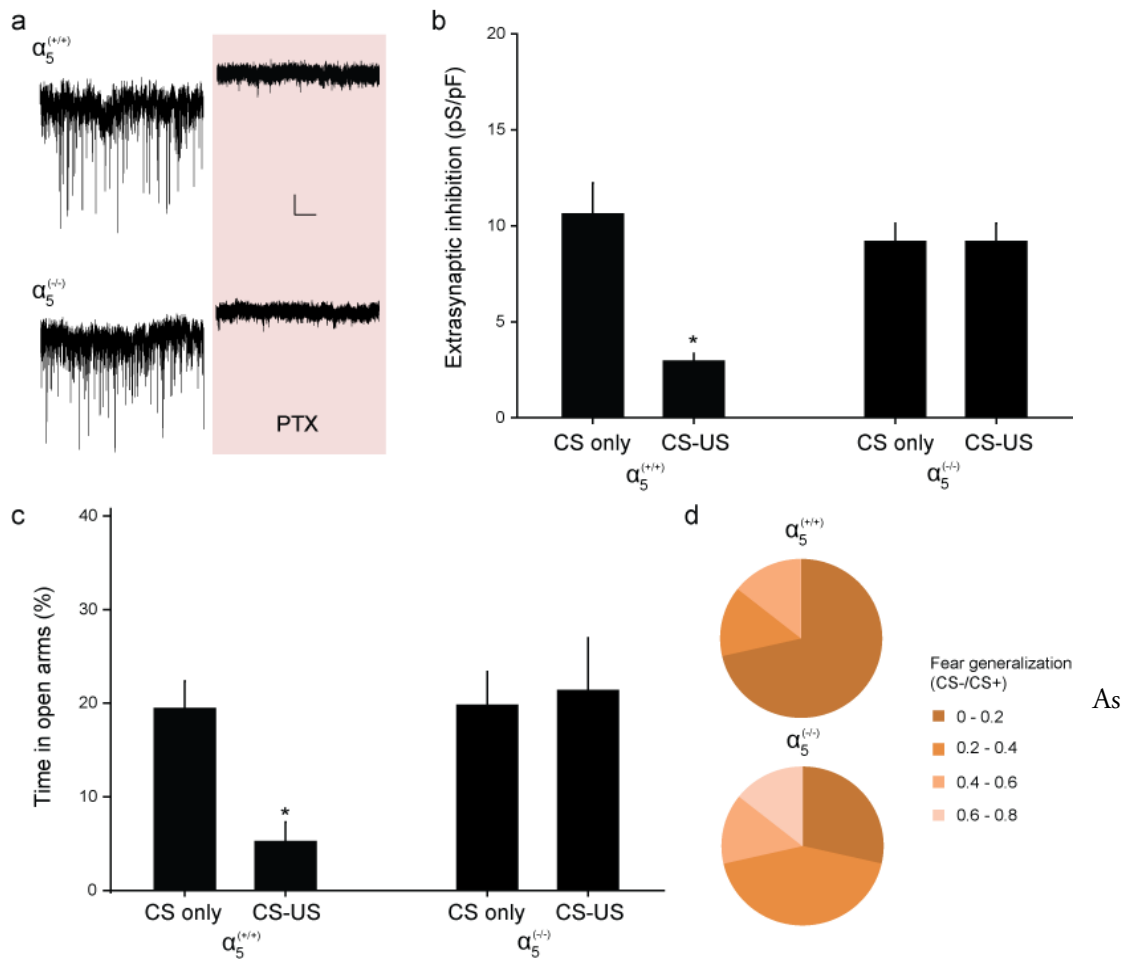 a
α5(+/+)
α5(-/-)
PTX
b
Extrasynaptic inhibition (pS/pF)
20
15
10
5
0
CS only CS-US CS only CS-US
α5(+/+) α5(-/-)
c
Time in open arms (%)
40
30
20
10
0
CS only CS-US CS only CS-US
α5(+/+) α5(-/-)
*
*
d
α5(+/+)
α5(-/-)
Fear generalization
(CS-/CS+)
0 - 0.2
0.2 - 0.4
0.4 - 0.6
0.6 - 0.8
As